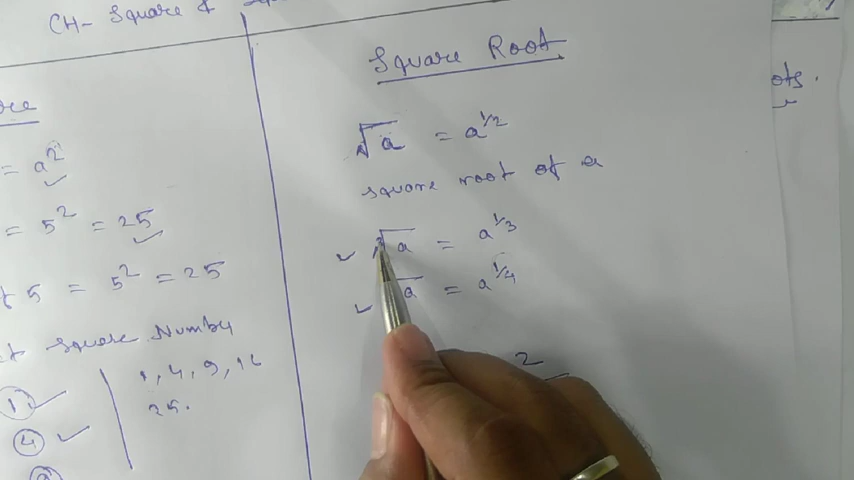 CH- Square &
= a²
= 5² = 25
of 5 = 5² = 25
Square Number
1
4
1, 4, 9, 16
25.
Square Root
√a = a^1/2
square root of a
∛a = a^1/3
√a = a^1/4
2
ots.